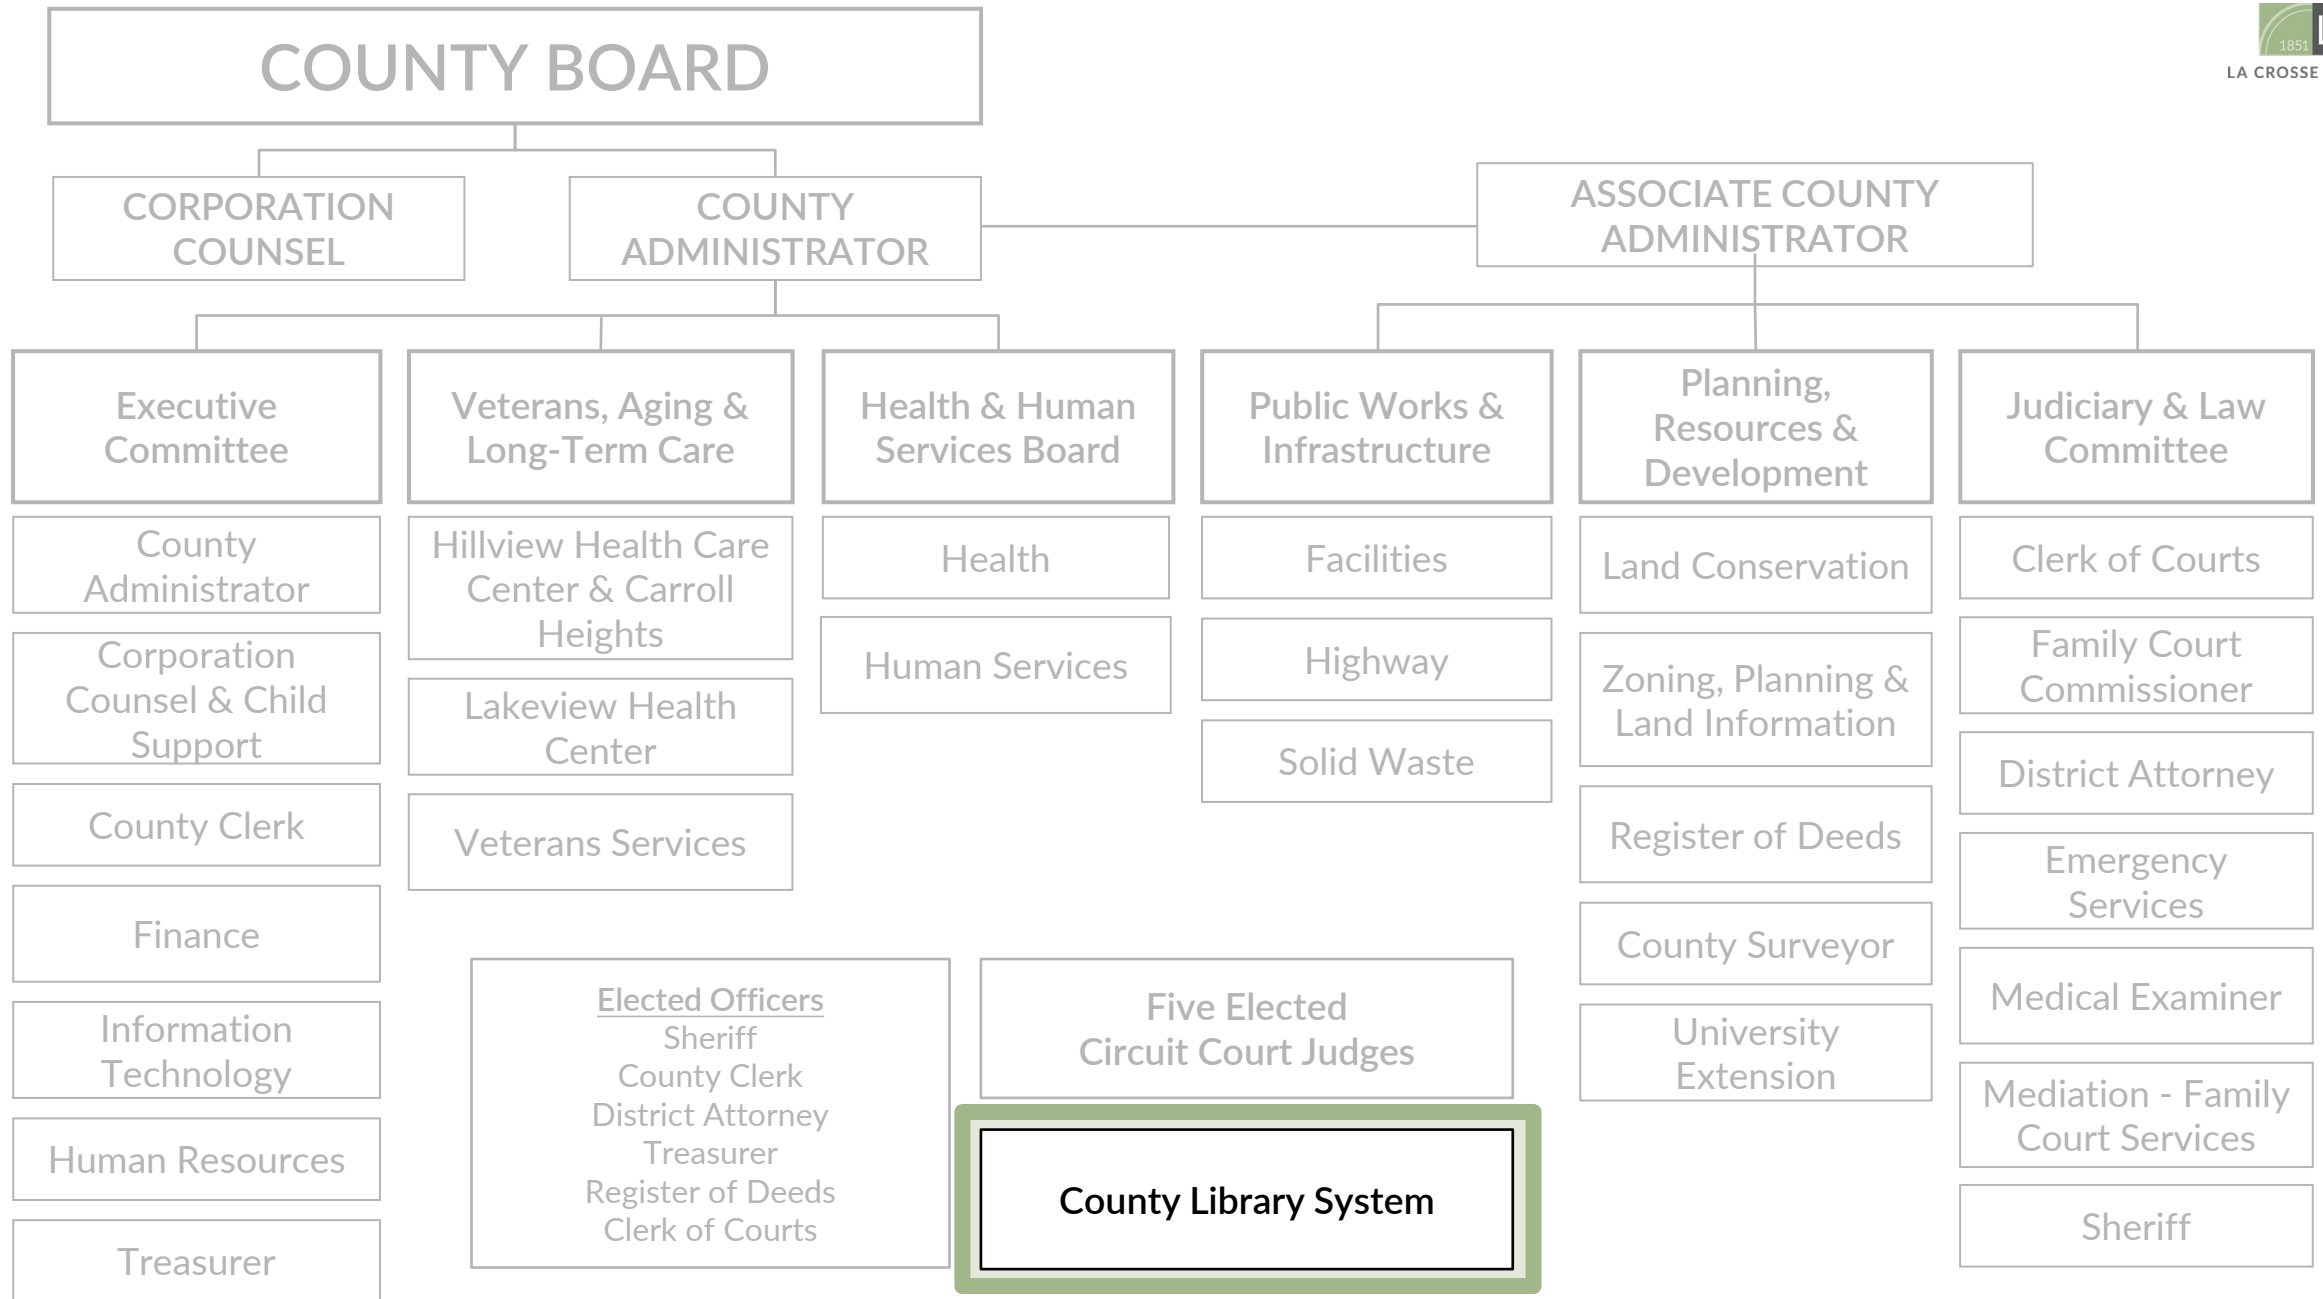 COUNTY BOARD
1851
LA CROSSE
CORPORATION
COUNSEL
COUNTY
ADMINISTRATOR
ASSOCIATE COUNTY
ADMINISTRATOR
Executive
Committee
County
Administrator
Corporation
Counsel & Child
Support
County Clerk
Finance
Information
Technology
Human Resources
Treasurer
Veterans, Aging &
Long-Term Care
Hillview Health Care
Center & Carroll
Heights
Lakeview Health
Center
Veterans Services
Health & Human
Services Board
Health
Human Services
Public Works &
Infrastructure
Facilities
Highway
Solid Waste
Planning,
Resources &
Development
Land Conservation
Zoning, Planning &
Land Information
Register of Deeds
County Surveyor
University
Extension
Judiciary & Law
Committee
Clerk of Courts
Family Court
Commissioner
District Attorney
Emergency
Services
Medical Examiner
Mediation - Family
Court Services
Sheriff
Elected Officers
Sheriff
County Clerk
District Attorney
Treasurer
Register of Deeds
Clerk of Courts
Five Elected
Circuit Court Judges
County Library System